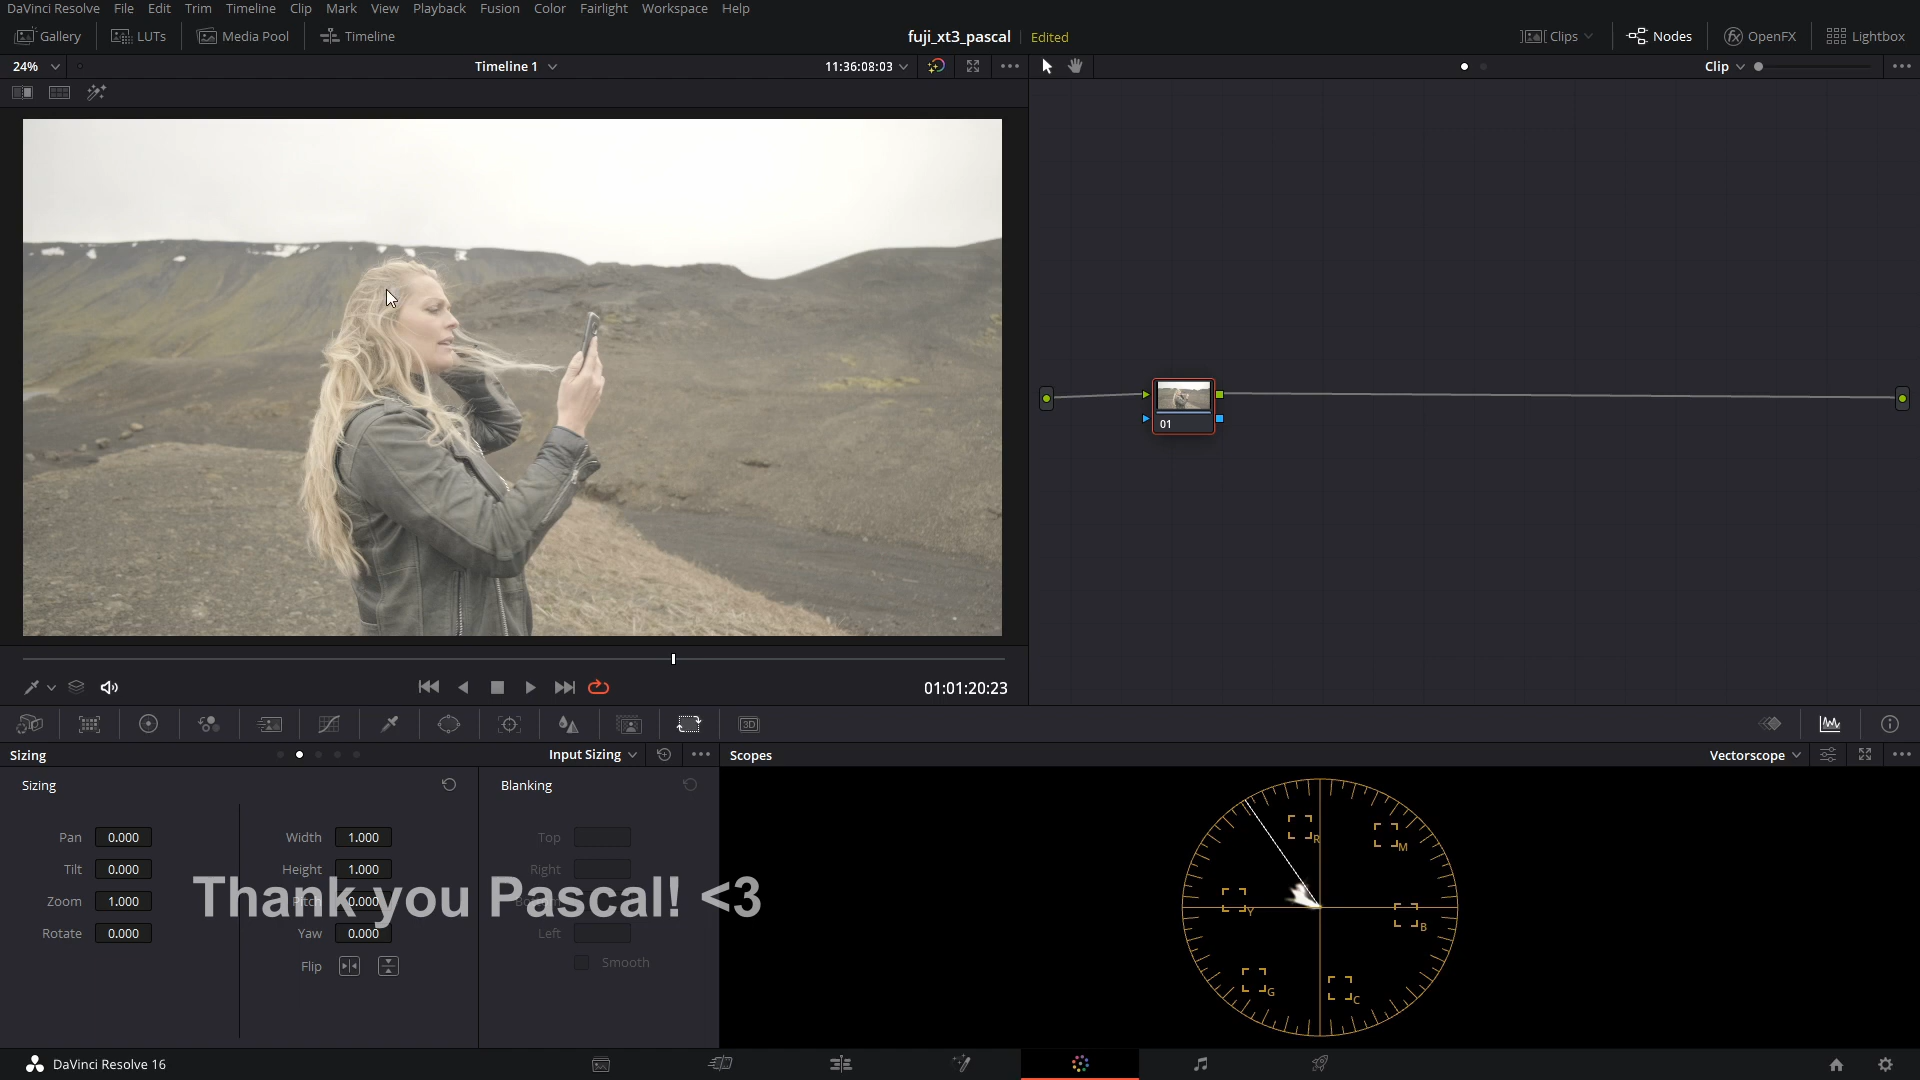 DaVinci Resolve File Edit Trim Timeline Clip Mark View Playback Fusion Color Fairlight Workspace Help
Gallery LUTs Media Pool Timeline fuji_xt3_pascal Edited Clips Nodes OpenFX Lightbox
24% Timeline 1 11:36:08:03 Clip
01
01:01:20:23
3D
Sizing Input Sizing Scopes Vectorscope
Sizing Blanking
Pan 0.000 Width 1.000 Top
Tilt 0.000 Height 1.000 Right
Zoom 1.000 Pitch 0.000
Thank you Pascal! <3
Rotate 0.000 Yaw 0.000 Left
Flip Smooth
R
M
Y
B
G
C
DaVinci Resolve 16